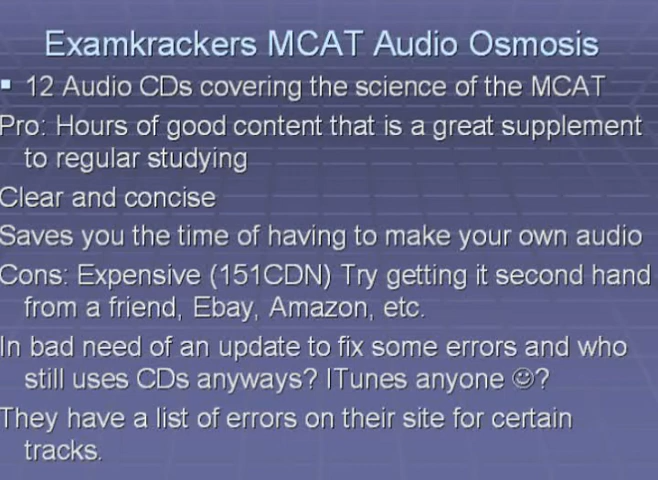 Examkrackers MCAT Audio Osmosis
▪ 12 Audio CDs covering the science of the MCAT
Pro: Hours of good content that is a great supplement
to regular studying
Clear and concise
Saves you the time of having to make your own audio
Cons: Expensive (151CDN) Try getting it second hand
from a friend, Ebay, Amazon, etc.
In bad need of an update to fix some errors and who
still uses CDs anyways? ITunes anyone ☺?
They have a list of errors on their site for certain
tracks.